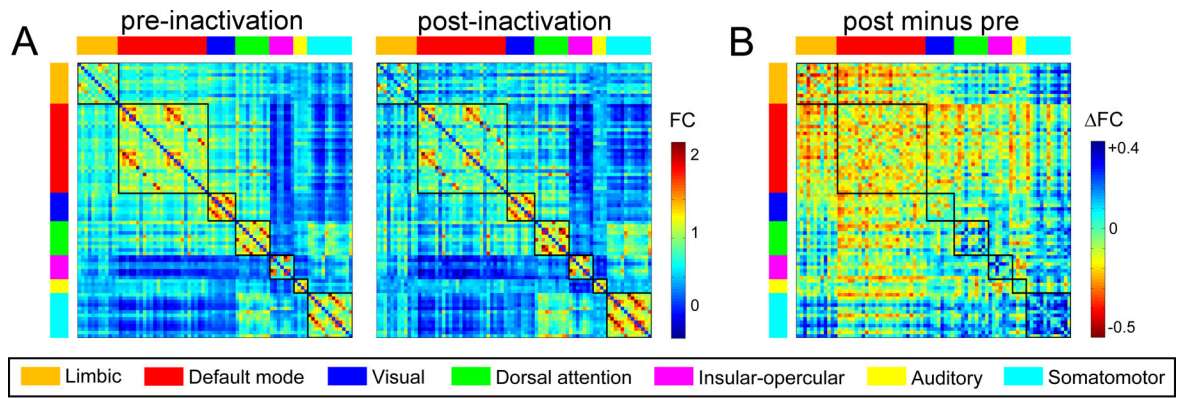 A
pre-inactivation
post-inactivation
FC
2
1
0
B
post minus pre
ΔFC
+0.4
0
-0.5
Limbic
Default mode
Visual
Dorsal attention
Insular-opercular
Auditory
Somatomotor